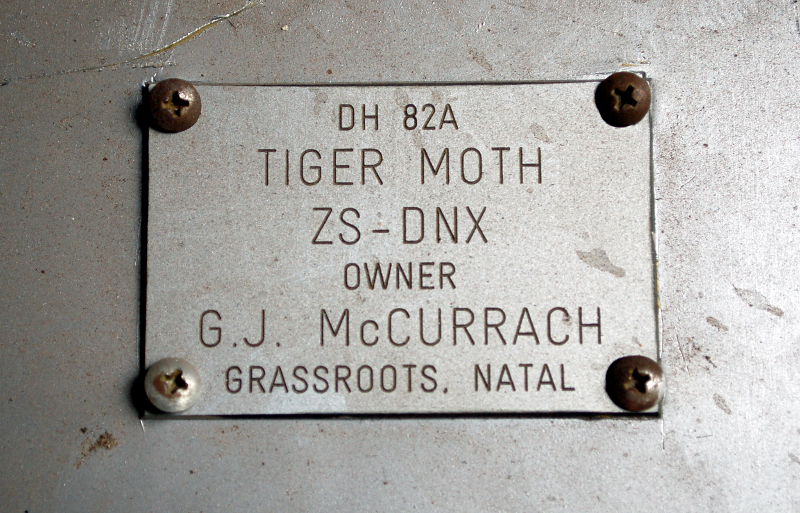 DH 82A
TIGER MOTH
ZS-DNX
OWNER
G.J. McCURRACH
GRASSROOTS. NATAL